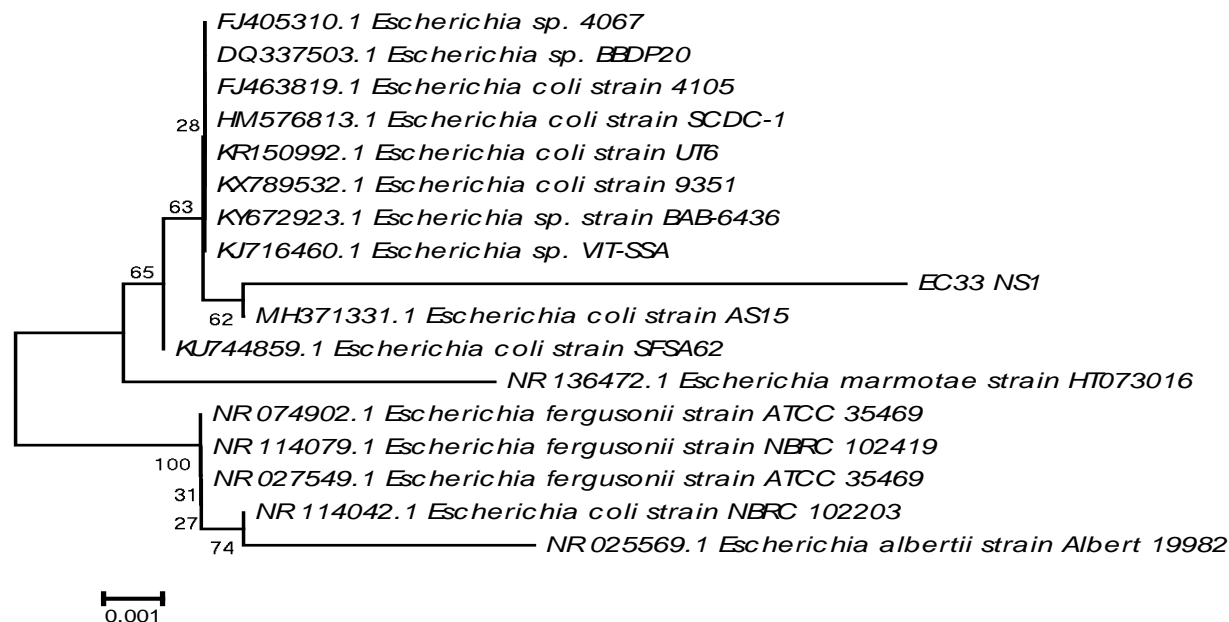 FJ405310.1 Escherichia sp. 4067
DQ337503.1 Escherichia sp. BBDP20
FJ463819.1 Escherichia coli strain 4105
28 HM576813.1 Escherichia coli strain SCDC-1
KR150992.1 Escherichia coli strain UT6
KX789532.1 Escherichia coli strain 9351
63 KY672923.1 Escherichia sp. strain BAB-6436
KJ716460.1 Escherichia sp. VIT-SSA
65 EC33 NS1
62 MH371331.1 Escherichia coli strain AS15
KU744859.1 Escherichia coli strain SFSA62
NR 136472.1 Escherichia marmotae strain HT073016
NR 074902.1 Escherichia fergusonii strain ATCC 35469
NR 114079.1 Escherichia fergusonii strain NBRC 102419
100
NR 027549.1 Escherichia fergusonii strain ATCC 35469
31
NR 114042.1 Escherichia coli strain NBRC 102203
27
74 NR 025569.1 Escherichia albertii strain Albert 19982
0.001